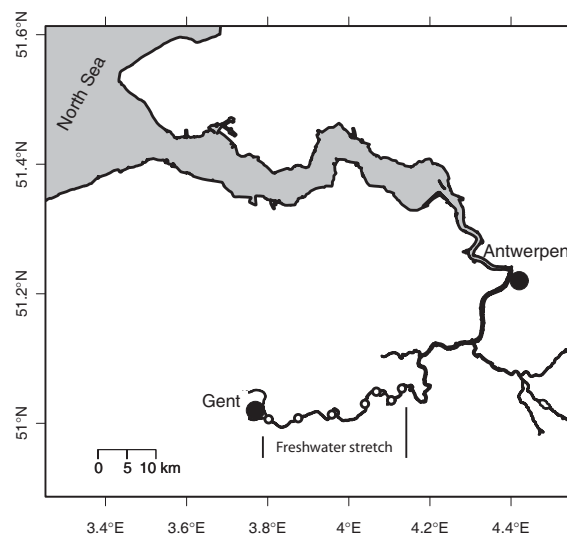 51.6°N
North Sea
51.4°N
Antwerpen
51.2°N
Gent
51°N
Freshwater stretch
0 5 10 km
3.4°E 3.6°E 3.8°E 4°E 4.2°E 4.4°E